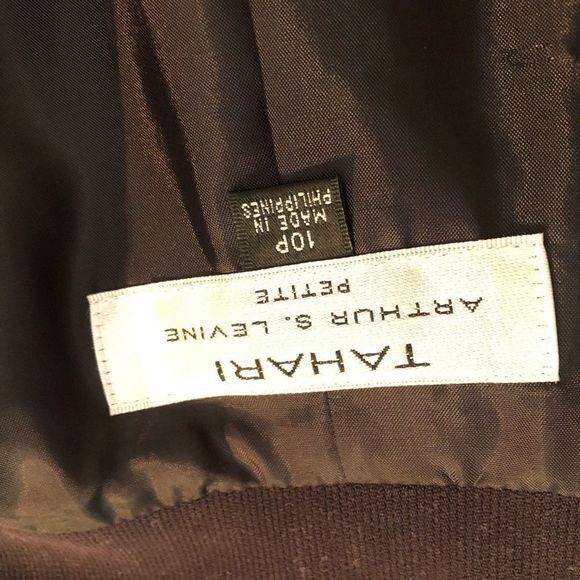 TAHARI
ARTHUR S. LEVINE
PETITE
10P
MADE IN
PHILIPPINES